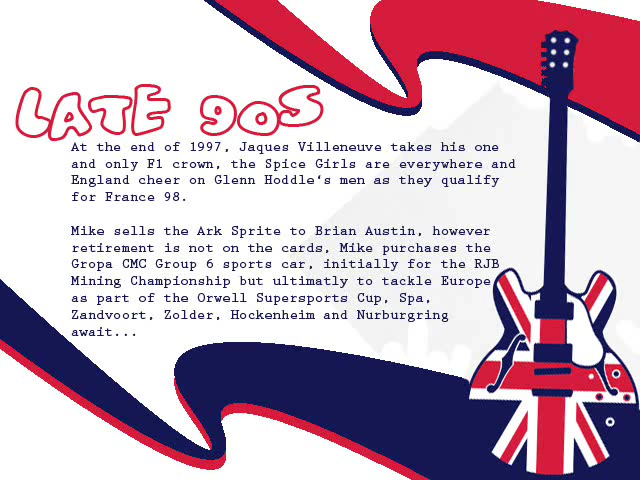 LATE 90S
At the end of 1997, Jaques Villeneuve takes his one
and only F1 crown, the Spice Girls are everywhere and
England cheer on Glenn Hoddle‘s men as they qualify
for France 98.
Mike sells the Ark Sprite to Brian Austin, however
retirement is not on the cards, Mike purchases the
Gropa CMC Group 6 sports car, initially for the RJB
Mining Championship but ultimatly to tackle Europe
as part of the Orwell Supersports Cup, Spa,
Zandvoort, Zolder, Hockenheim and Nurburgring
await...